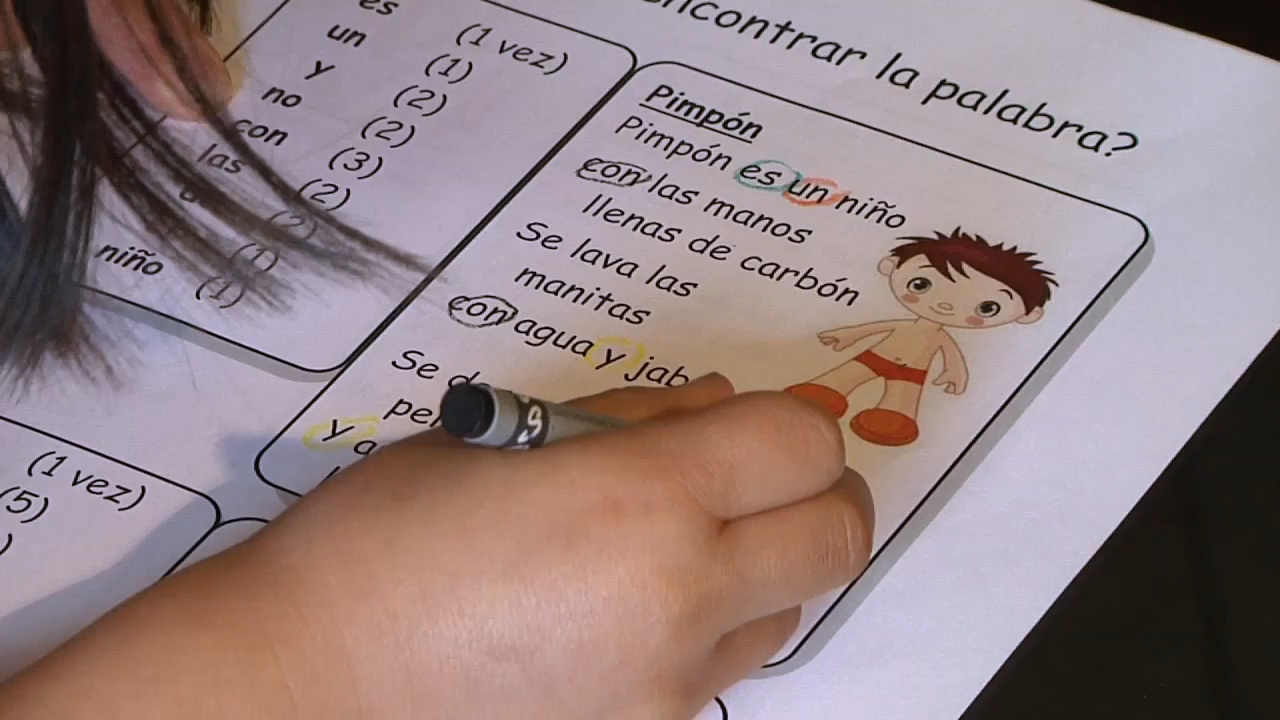 encontrar la palabra?
es (1 vez)
un (1)
y (2)
no (2)
con (3)
las (2)
(2)
(1)
niño (1)
Pimpón
Pimpón es un niño
con las manos
llenas de carbón
Se lava las
manitas
con agua y jab
Se
y a
(1 vez)
(5)